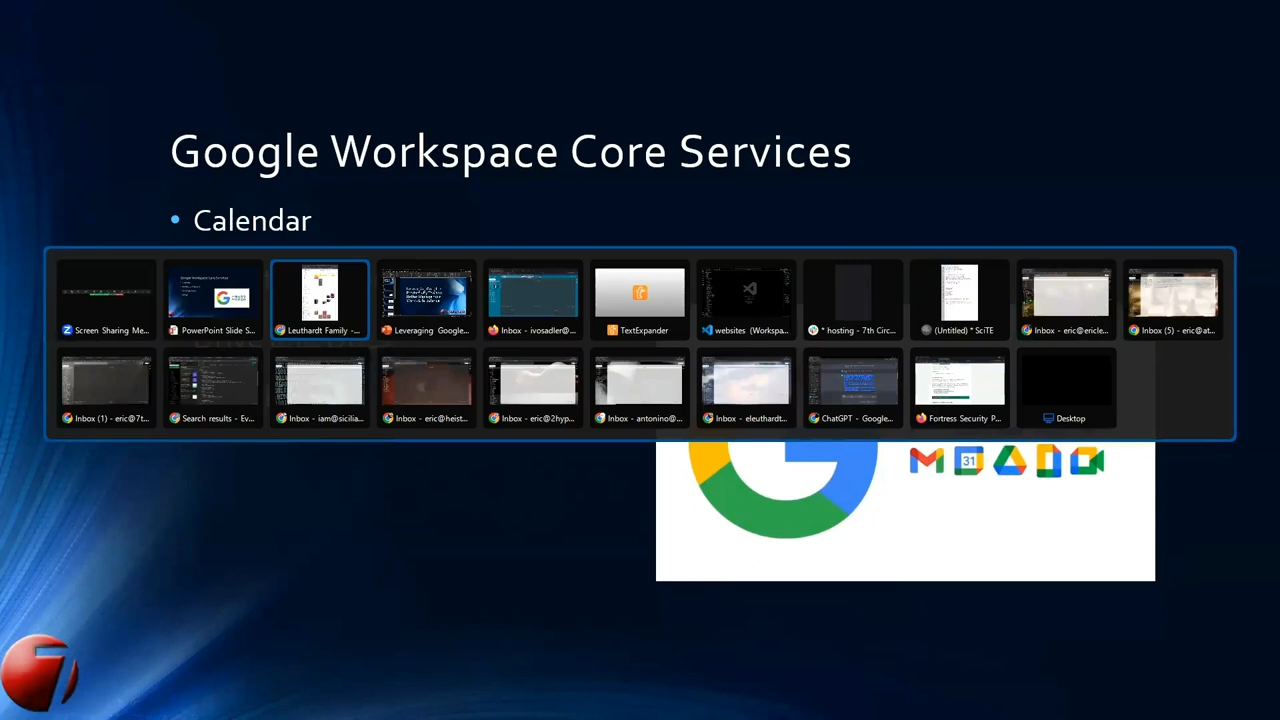 Google Workspace Core Services
• Calendar
Screen Sharing Me...
PowerPoint Slide S...
Leuthardt Family -...
Leveraging Google...
Inbox - ivosadler@...
TextExpander
websites (Workspa...
* hosting - 7th Circ...
(Untitled) * SciTE
Inbox - eric@ericle...
Inbox (5) - eric@at...
Inbox (1) - eric@7t...
Search results - Ev...
Inbox - iam@sicilia...
Inbox - eric@heist...
Inbox - eric@2hyp...
Inbox - antonino@...
Inbox - eleuthardt...
ChatGPT - Google...
Fortress Security P...
Desktop
31
7